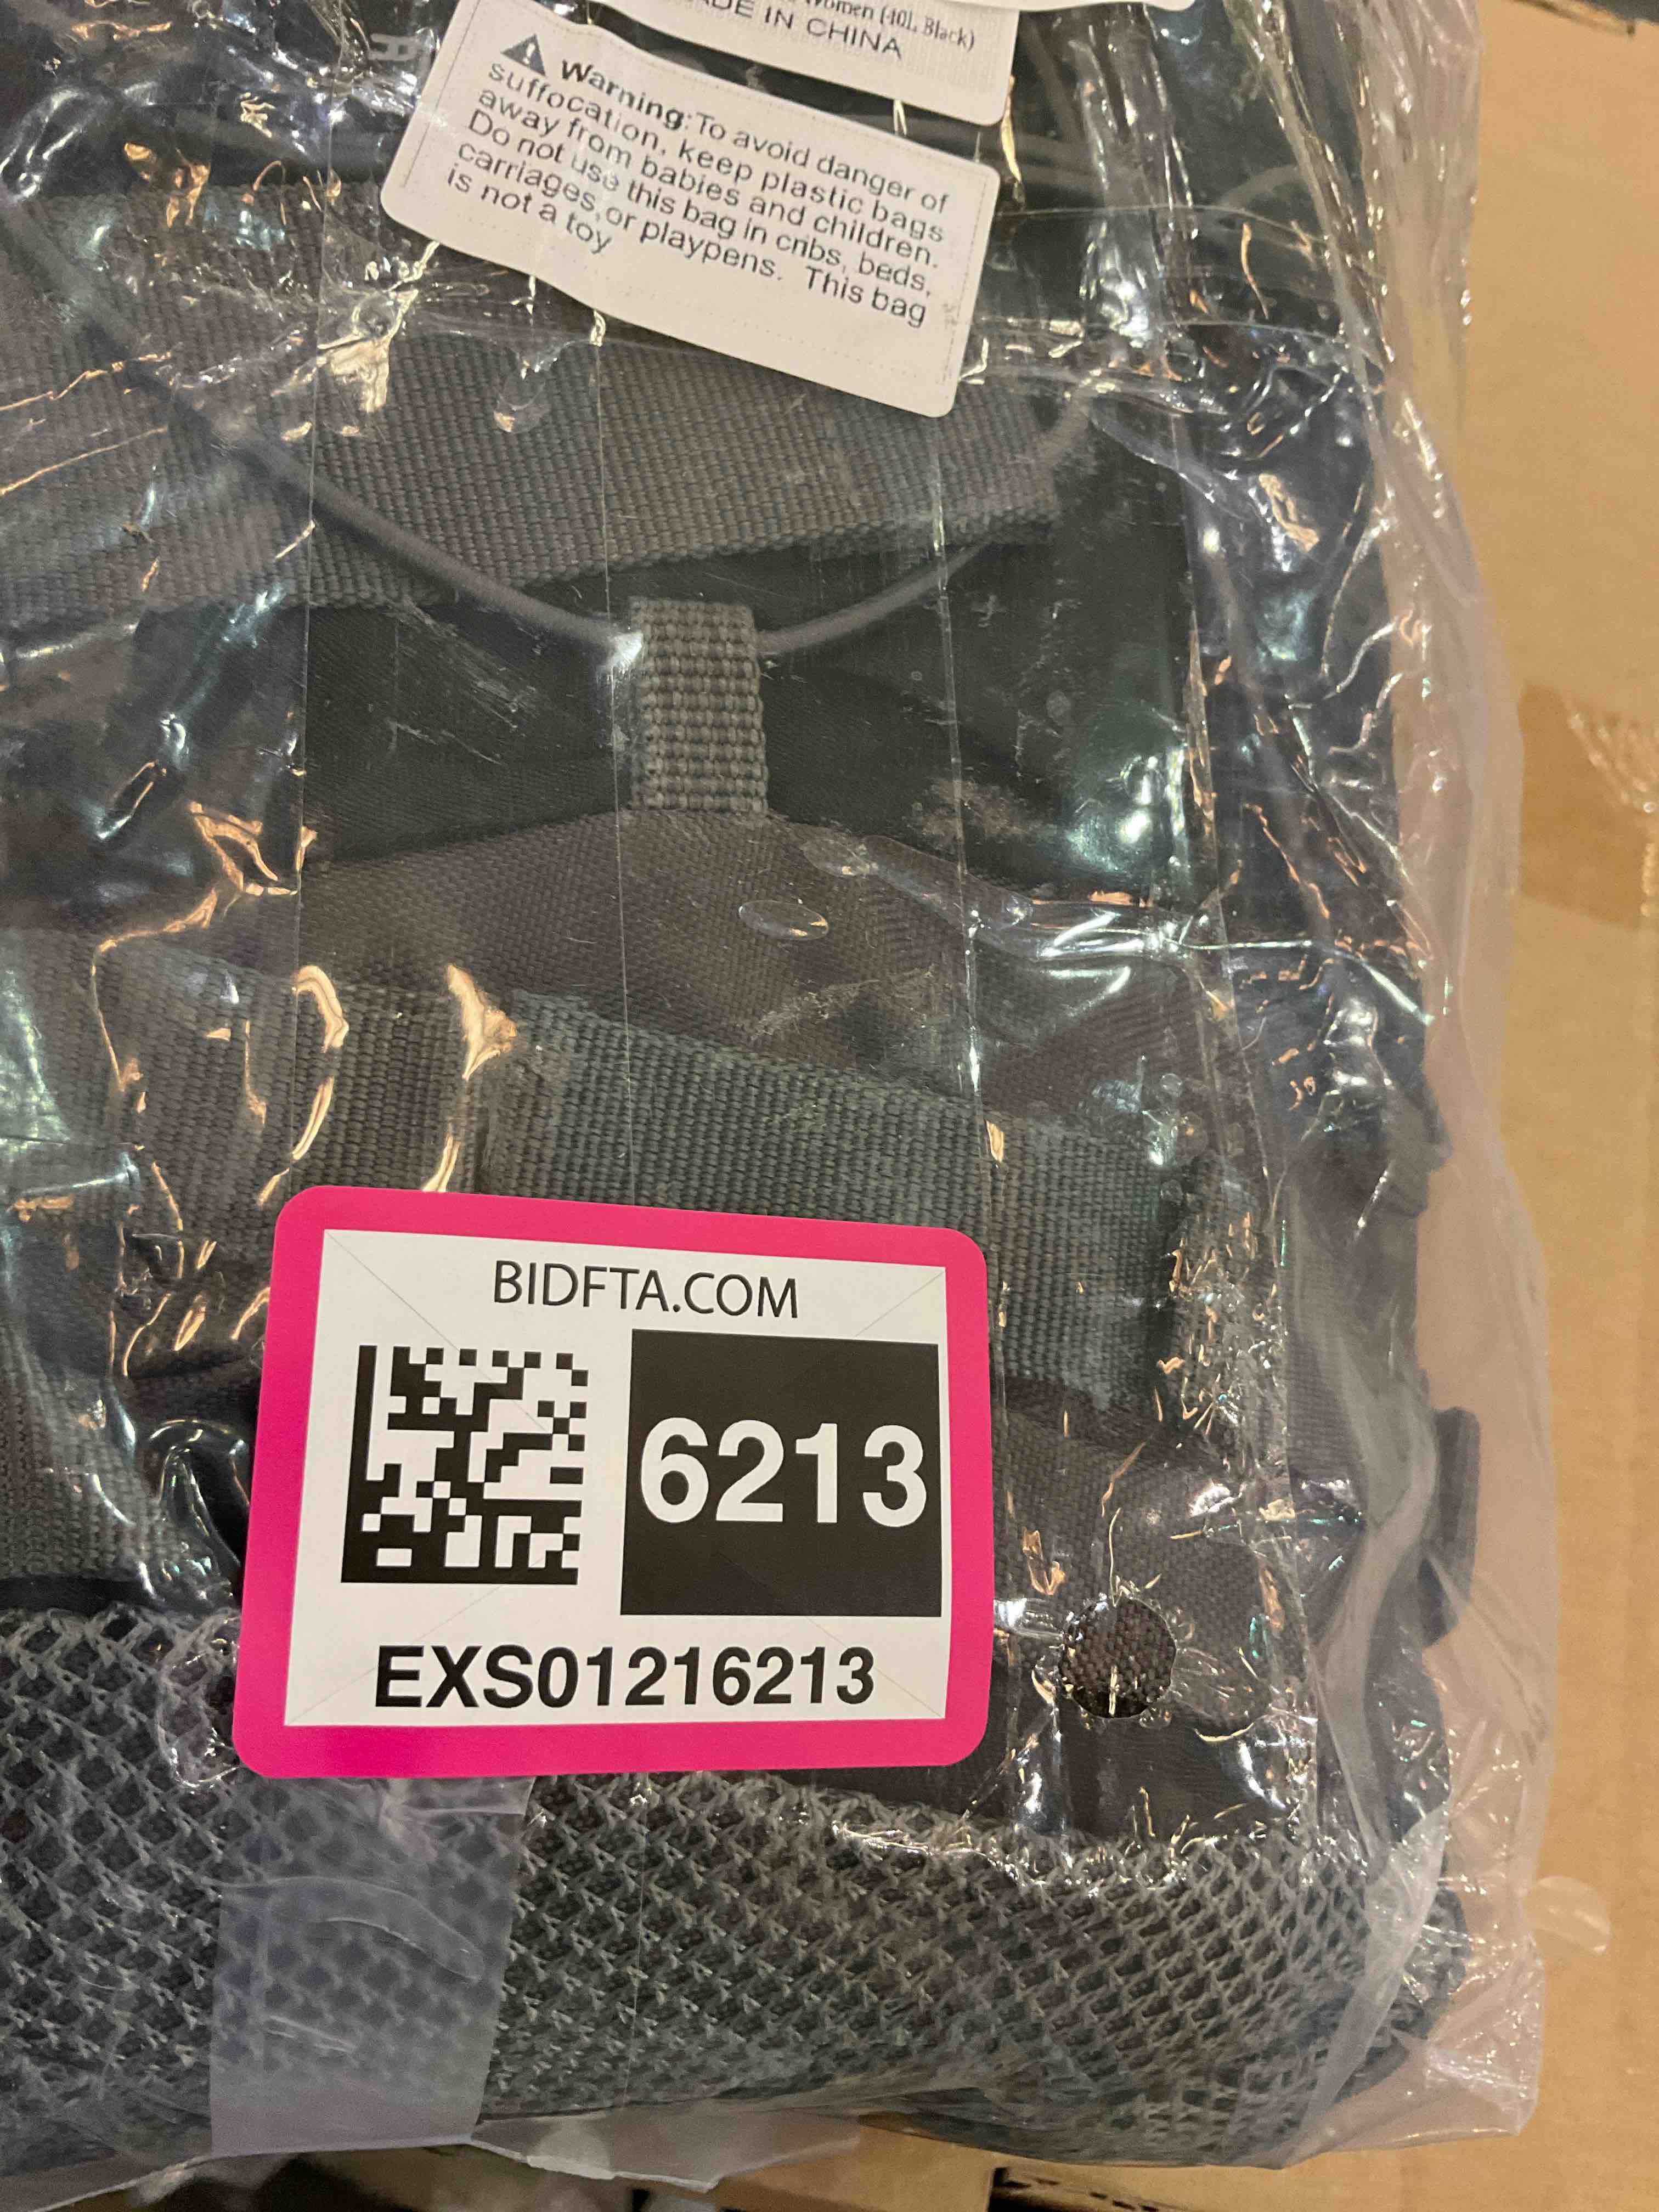 Women (40L, Black)
MADE IN CHINA
Warning: To avoid danger of
suffocation, keep plastic bags
away from babies and children.
Do not use this bag in cribs, beds,
carriages, or playpens. This bag
is not a toy
BIDFTA.COM
6213
EXS01216213